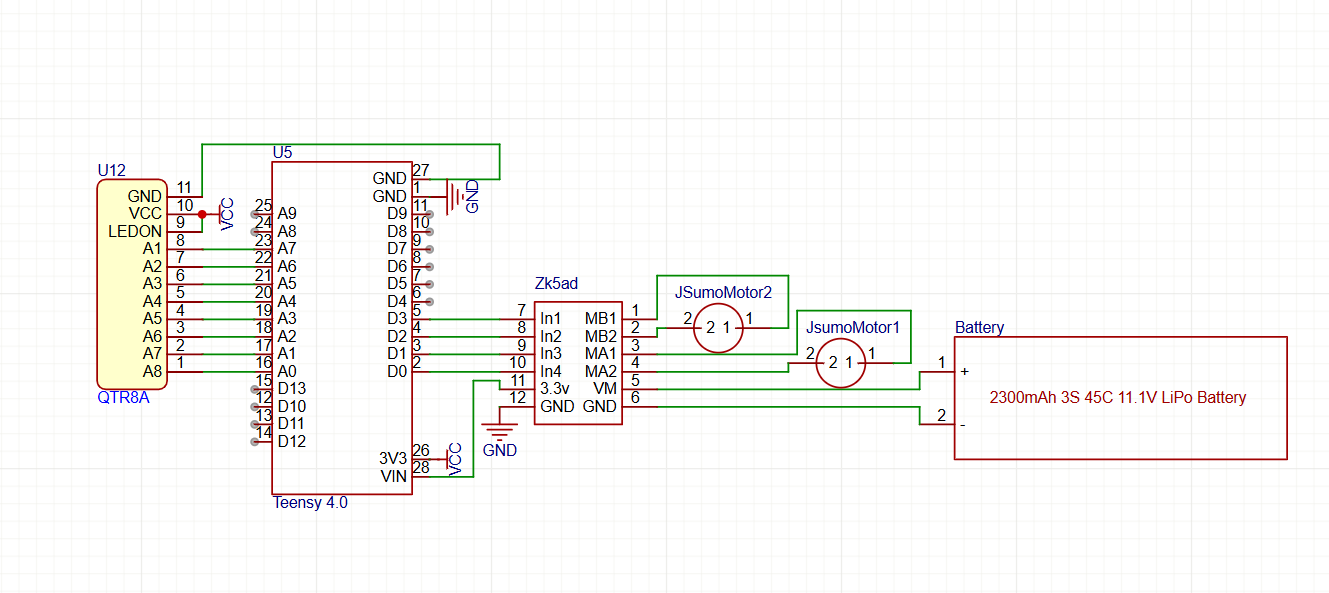 U12
GND 11
VCC 10
LEDON 9
A1 8
A2 7
A3 6
A4 5
A5 4
A6 3
A7 2
A8 1
QTR8A
VCC
U5
25 A9
24 A8
23 A7
22 A6
21 A5
20 A4
19 A3
18 A2
17 A1
16 A0
15 D13
12 D10
13 D11
14 D12
GND 27
GND 1
D9 11
D8 10
D7 9
D6 8
D5 7
D4 6
D3 5
D2 4
D1 3
D0 2
3V3 26
VIN 28
Teensy 4.0
GND
VCC
Zk5ad
7 In1
8 In2
9 In3
10 In4
11 3.3v
12 GND
MB1 1
MB2 2
MA1 3
MA2 4
VM 5
GND 6
GND
JSumoMotor2
2 2 1 1
JsumoMotor1
2 2 1 1
Battery
1 +
2300mAh 3S 45C 11.1V LiPo Battery
2 -